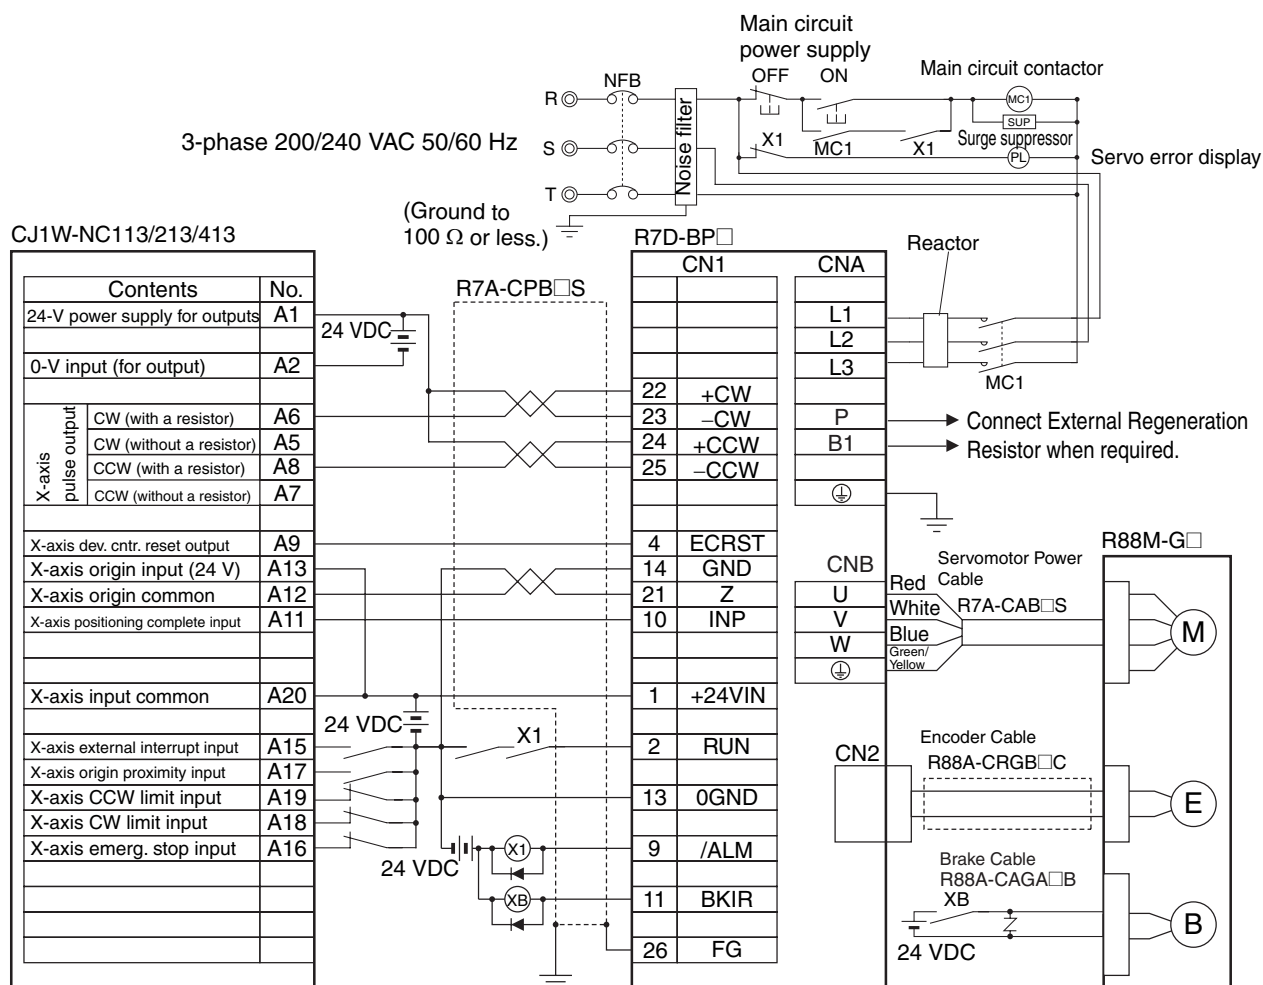 Main circuit
power supply
OFF ON
Main circuit contactor
NFB
R
MC1
SUP
3-phase 200/240 VAC 50/60 Hz
S
Noise filter
X1
MC1
X1
Surge suppressor
PL
Servo error display
T
(Ground to
100 Ω or less.)
CJ1W-NC113/213/413
R7D-BP□
Reactor
CN1
CNA
Contents No.
R7A-CPB□S
24-V power supply for outputs A1
24 VDC
L1
L2
0-V input (for output) A2
L3
MC1
22 +CW
X-axis
pulse output
CW (with a resistor) A6
23 −CW
P
Connect External Regeneration
CW (without a resistor) A5
24 +CCW
B1
Resistor when required.
CCW (with a resistor) A8
25 −CCW
CCW (without a resistor) A7
X-axis dev. cntr. reset output A9
4 ECRST
R88M-G□
X-axis origin input (24 V) A13
14 GND
CNB
Servomotor Power
Cable
X-axis origin common A12
21 Z
U
Red
X-axis positioning complete input A11
10 INP
V
White
R7A-CAB□S
M
W
Blue
Green/
Yellow
X-axis input common A20
1 +24VIN
24 VDC
X-axis external interrupt input A15
X1
2 RUN
CN2
Encoder Cable
R88A-CRGB□C
X-axis origin proximity input A17
X-axis CCW limit input A19
13 0GND
E
X-axis CW limit input A18
X-axis emerg. stop input A16
24 VDC
X1
9 /ALM
Brake Cable
R88A-CAGA□B
XB
11 BKIR
XB
B
24 VDC
26 FG